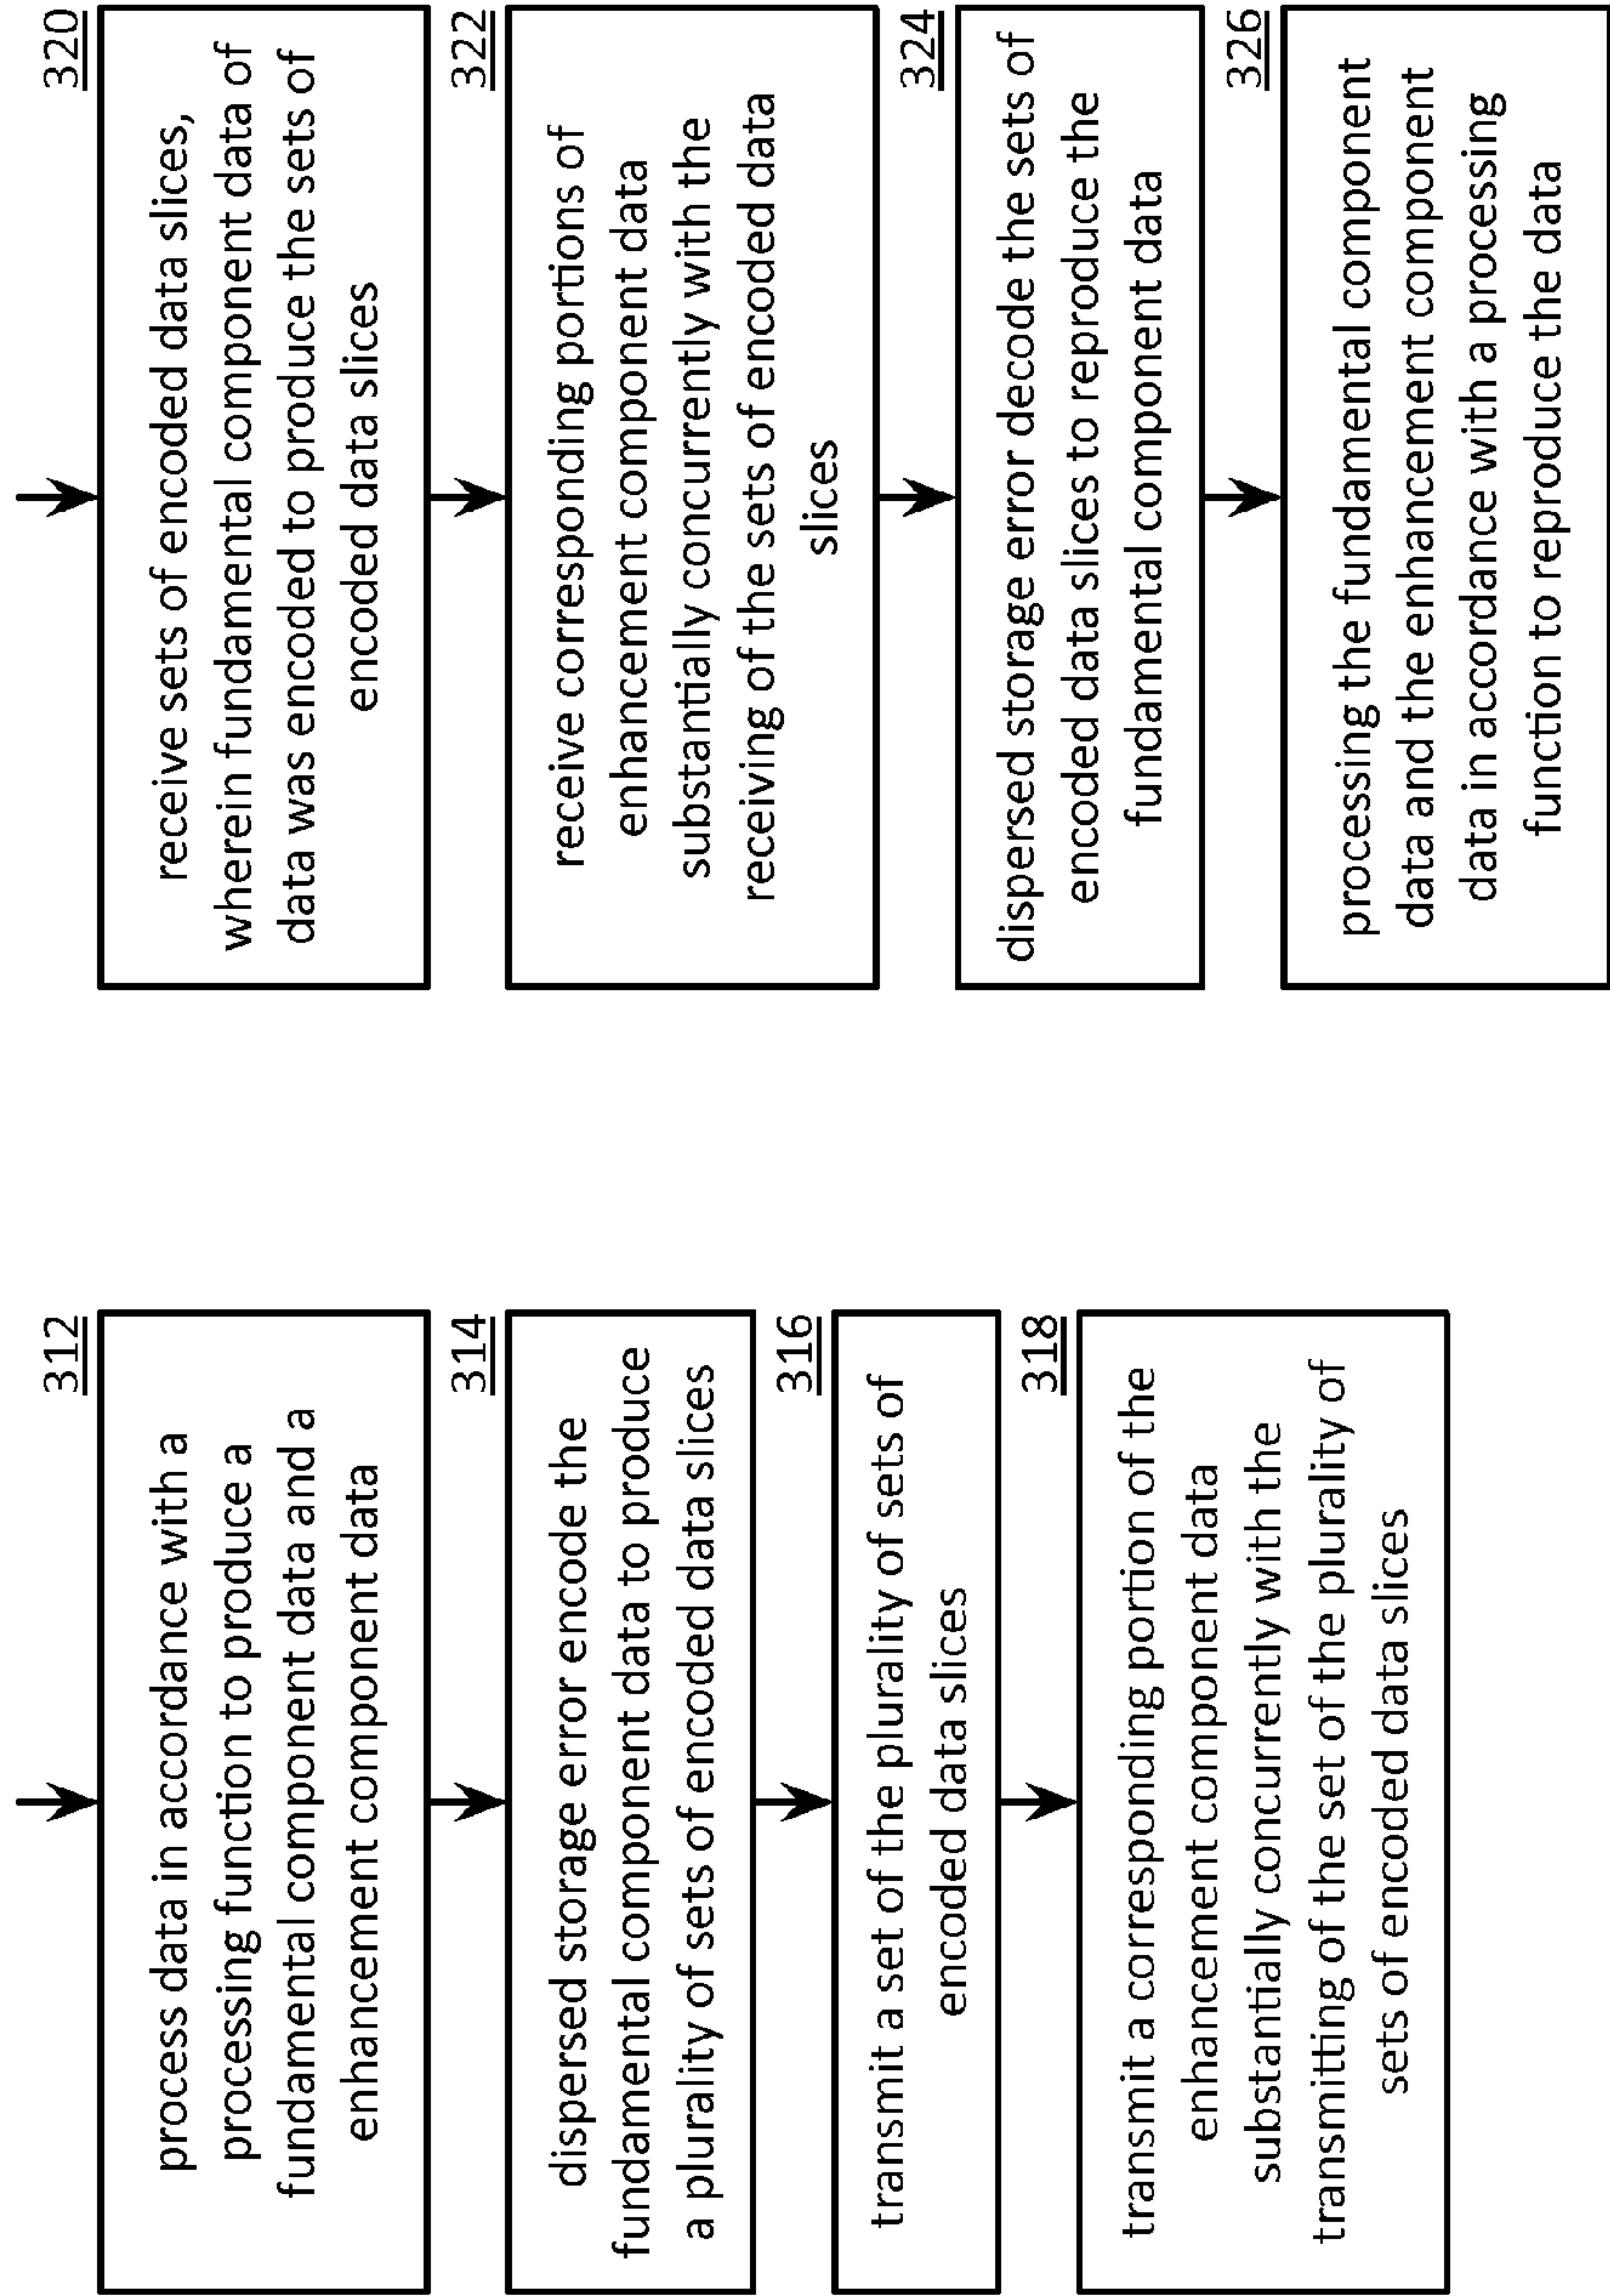 312
process data in accordance with a
processing function to produce a
fundamental component data and a
enhancement component data
314
dispersed storage error encode the
fundamental component data to produce
a plurality of sets of encoded data slices
316
transmit a set of the plurality of sets of
encoded data slices
318
transmit a corresponding portion of the
enhancement component data
substantially concurrently with the
transmitting of the set of the plurality of
sets of encoded data slices
320
receive sets of encoded data slices,
wherein fundamental component data of
data was encoded to produce the sets of
encoded data slices
322
receive corresponding portions of
enhancement component data
substantially concurrently with the
receiving of the sets of encoded data
slices
324
dispersed storage error decode the sets of
encoded data slices to reproduce the
fundamental component data
326
processing the fundamental component
data and the enhancement component
data in accordance with a processing
function to reproduce the data